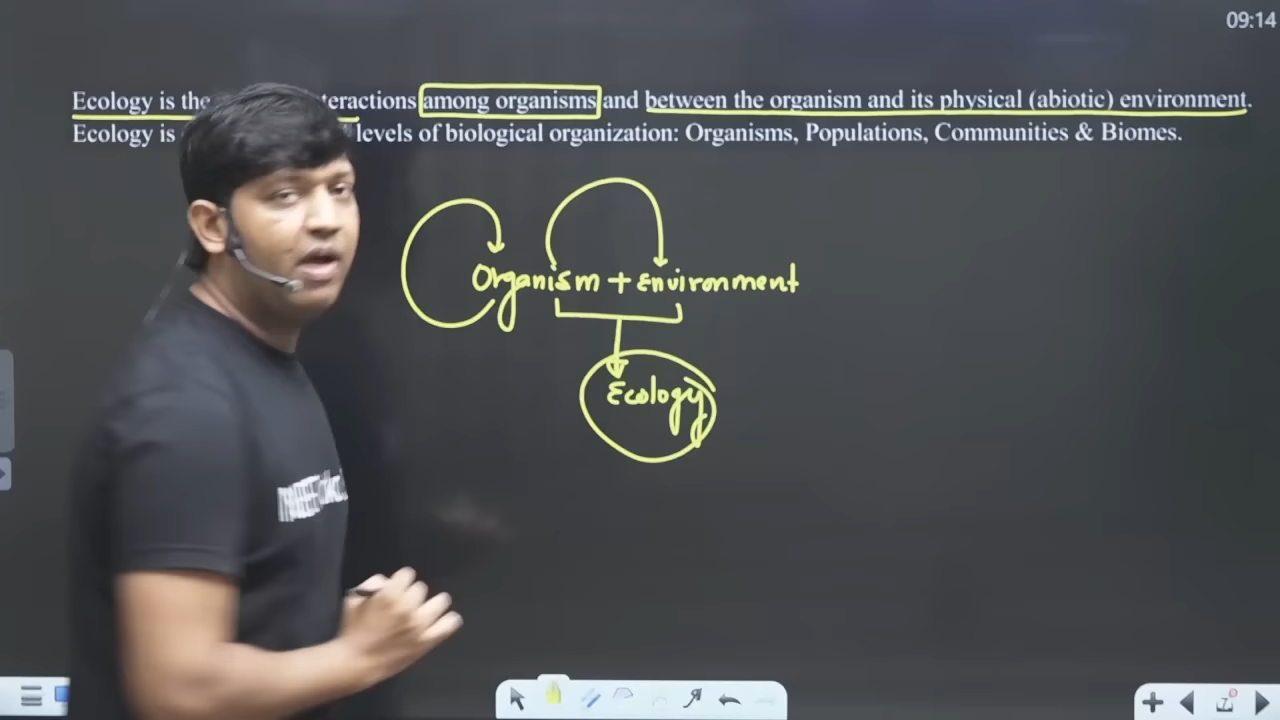 09:14
Ecology is the teractions among organisms and between the organism and its physical (abiotic) environment.
Ecology is levels of biological organization: Organisms, Populations, Communities & Biomes.
Organism + Environment
Ecology